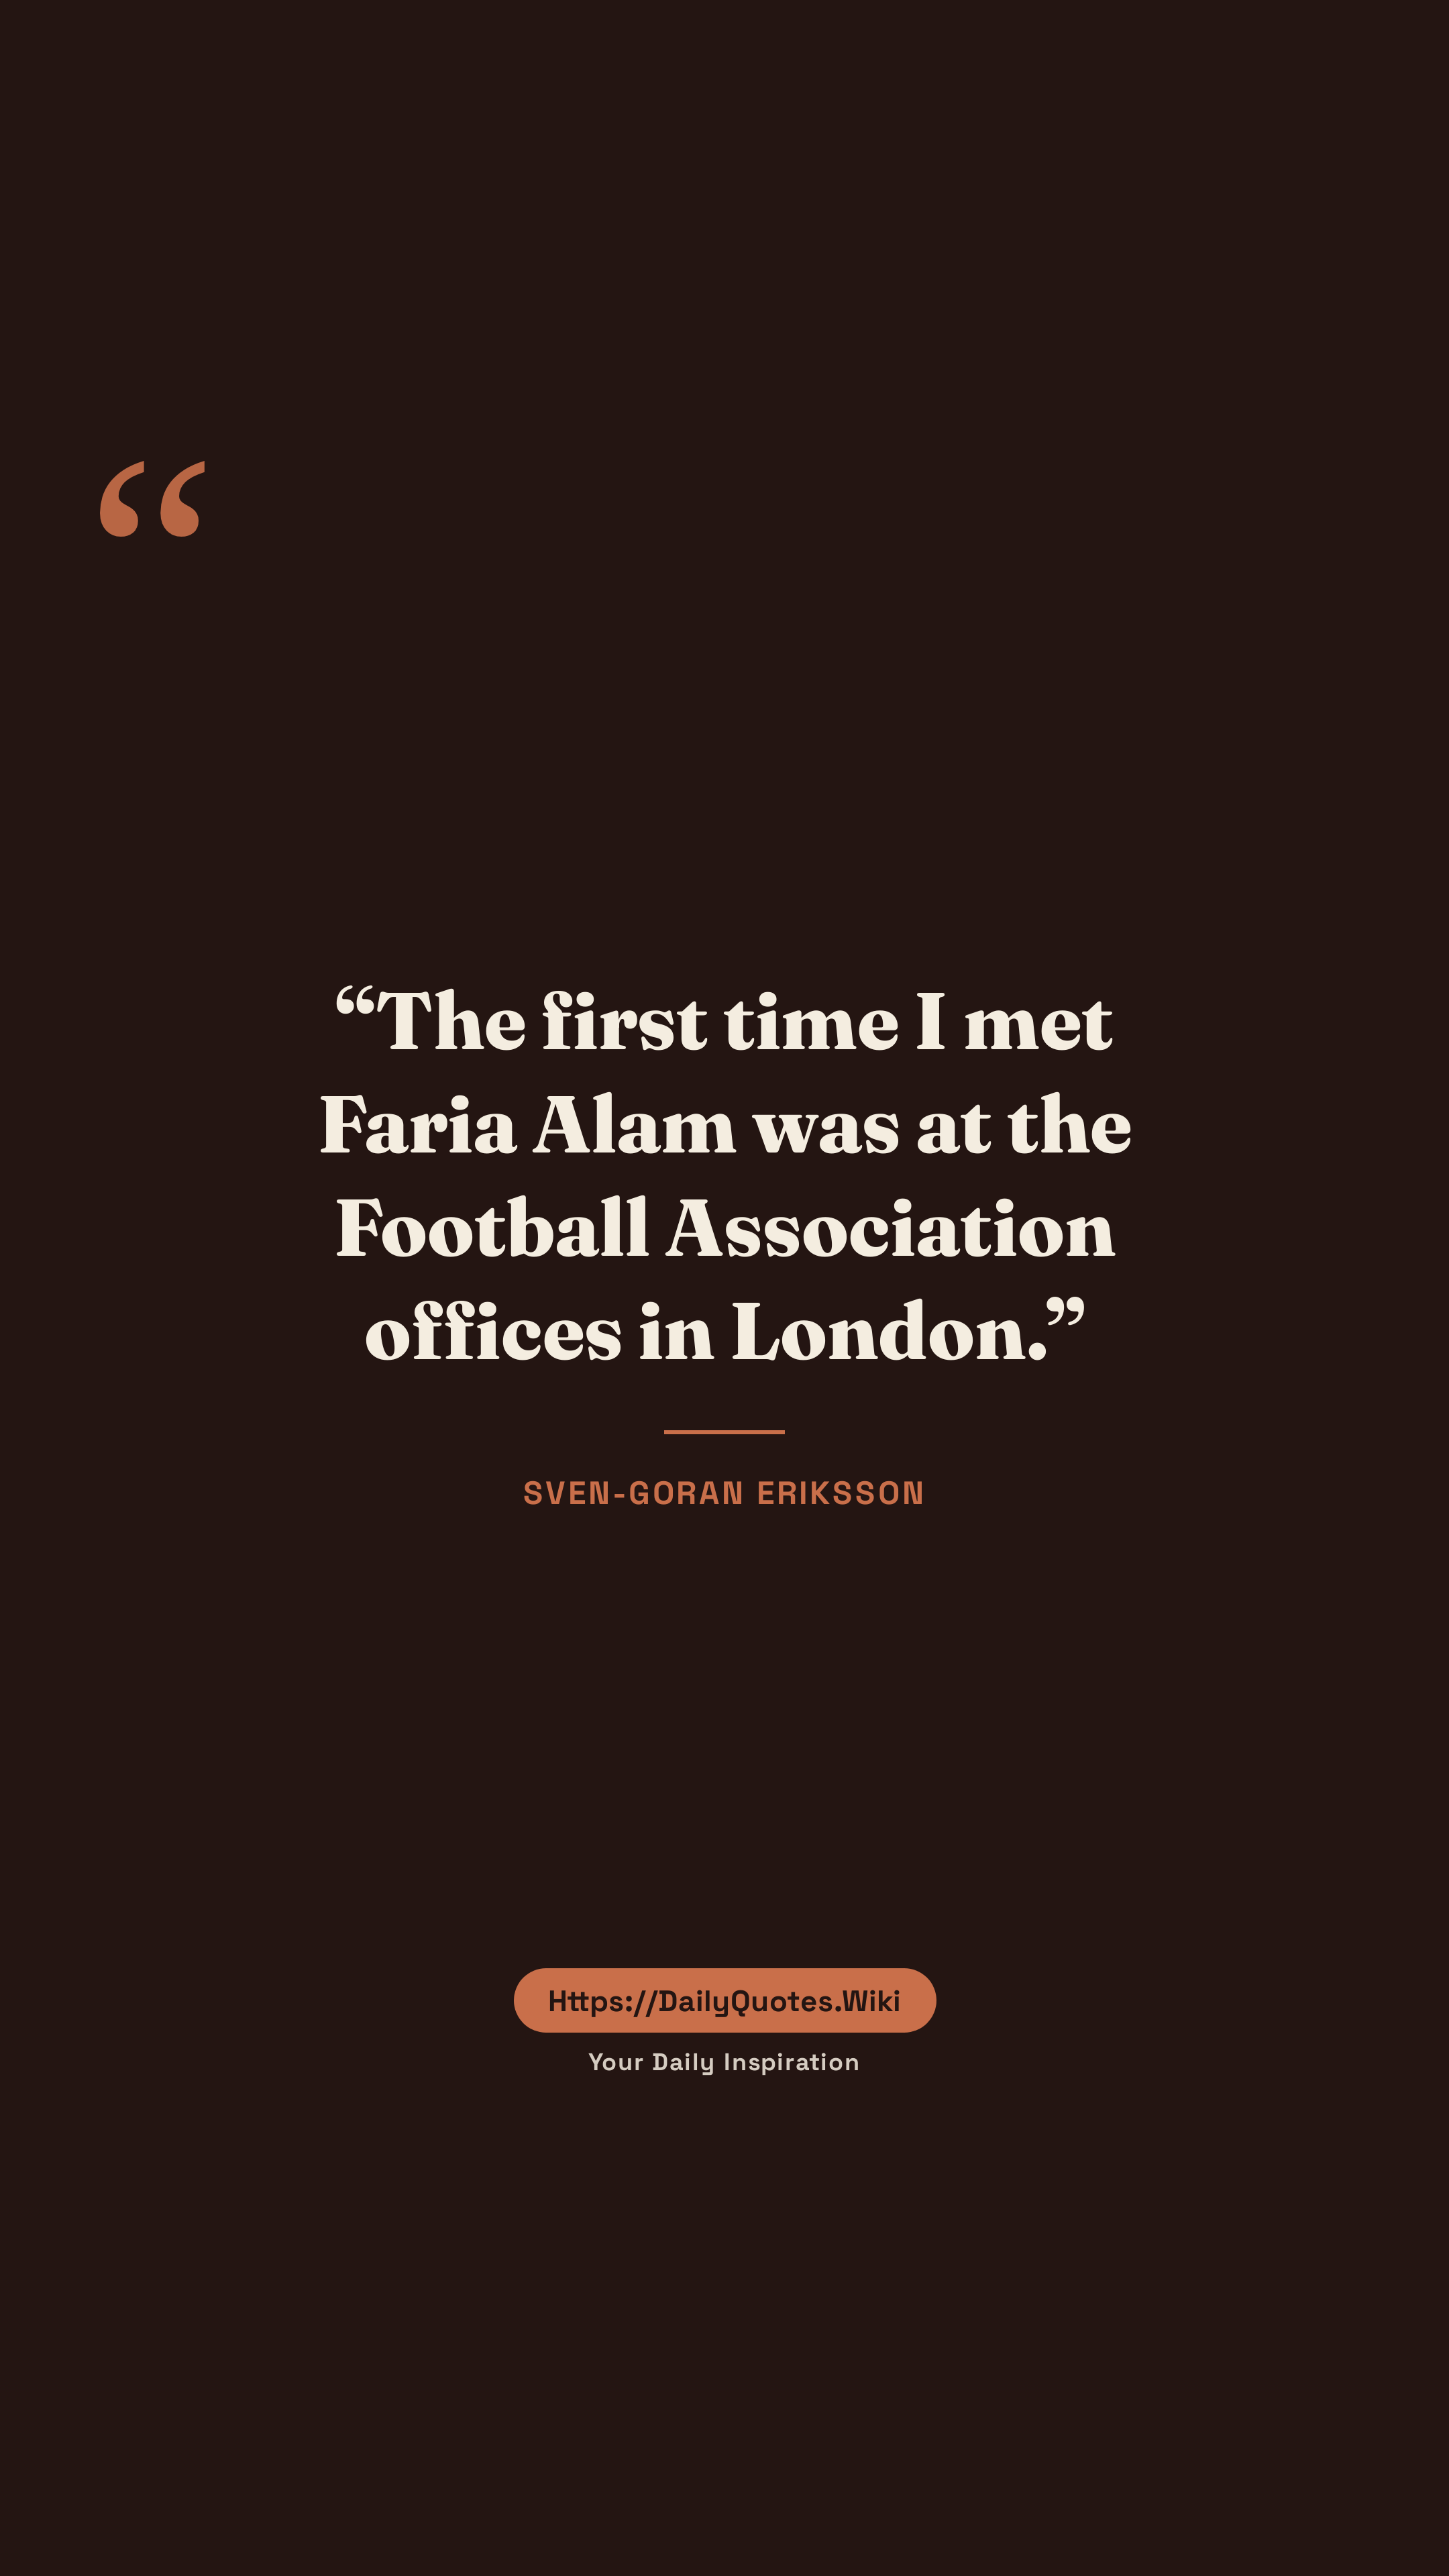 “
“The first time I met
Faria Alam was at the
Football Association
offices in London.”
SVEN-GORAN ERIKSSON
Https://DailyQuotes.Wiki
Your Daily Inspiration